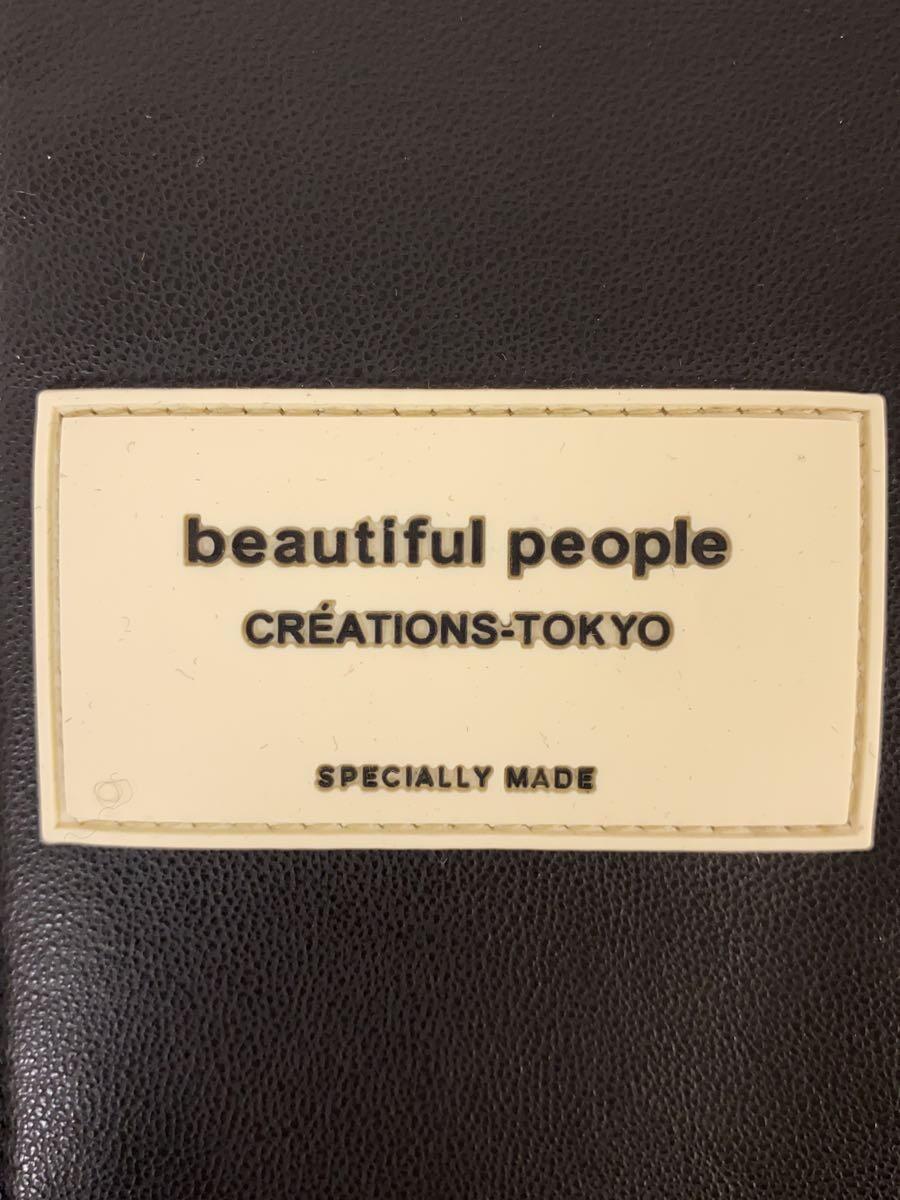 beautiful people
CRÉATIONS-TOKYO
SPECIALLY MADE